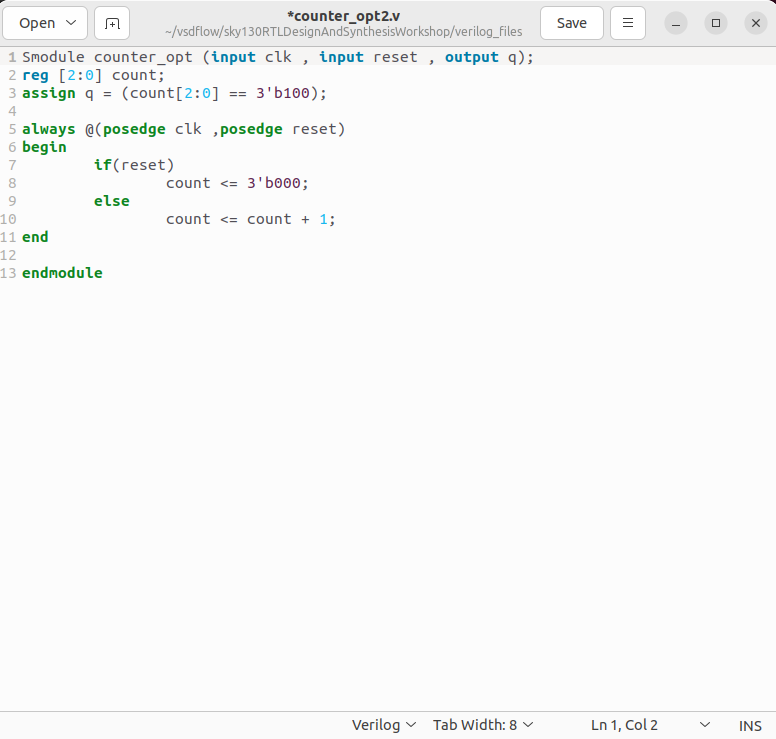 Open
*counter_opt2.v
~/vsdflow/sky130RTLDesignAndSynthesisWorkshop/verilog_files
Save
1 Smodule counter_opt (input clk , input reset , output q);
2 reg [2:0] count;
3 assign q = (count[2:0] == 3'b100);
4
5 always @(posedge clk ,posedge reset)
6 begin
7 if(reset)
8 count <= 3'b000;
9 else
10 count <= count + 1;
11 end
12
13 endmodule
Verilog Tab Width: 8 Ln 1, Col 2 INS